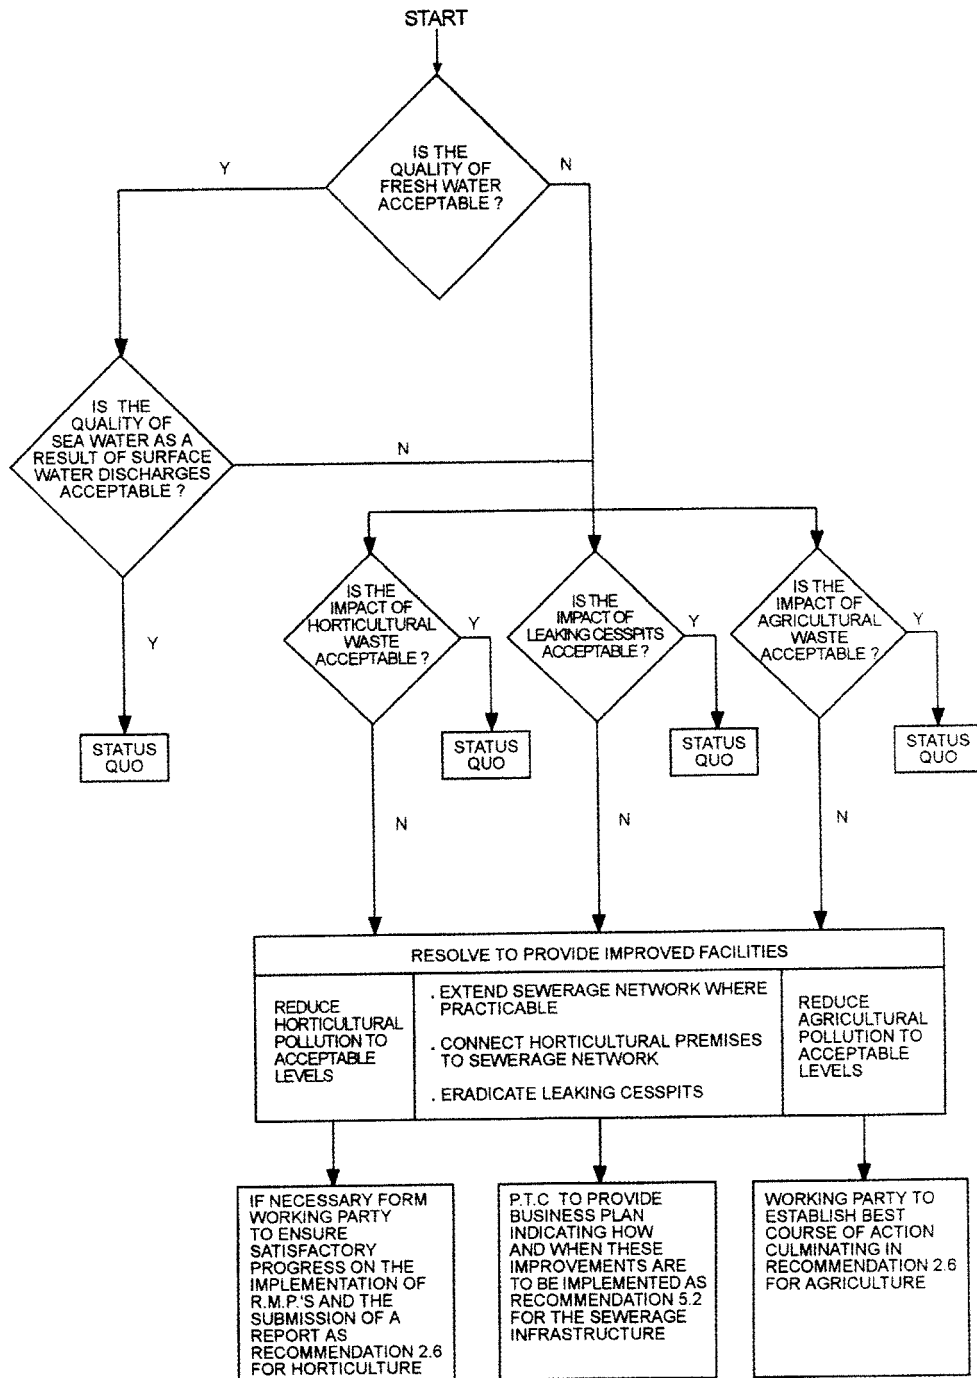 START
IS THE
QUALITY OF
FRESH WATER
ACCEPTABLE ?
Y
N
IS THE
QUALITY OF
SEA WATER AS A
RESULT OF SURFACE
WATER DISCHARGES
ACCEPTABLE ?
N
Y
STATUS
QUO
IS THE
IMPACT OF
HORTICULTURAL
WASTE
ACCEPTABLE ?
Y
STATUS
QUO
N
IS THE
IMPACT OF
LEAKING CESSPITS
ACCEPTABLE ?
Y
STATUS
QUO
N
IS THE
IMPACT OF
AGRICULTURAL
WASTE
ACCEPTABLE ?
Y
STATUS
QUO
N
RESOLVE TO PROVIDE IMPROVED FACILITIES
REDUCE
HORTICULTURAL
POLLUTION TO
ACCEPTABLE
LEVELS
. EXTEND SEWERAGE NETWORK WHERE
PRACTICABLE
. CONNECT HORTICULTURAL PREMISES
TO SEWERAGE NETWORK
. ERADICATE LEAKING CESSPITS
REDUCE
AGRICULTURAL
POLLUTION TO
ACCEPTABLE
LEVELS
IF NECESSARY FORM
WORKING PARTY
TO ENSURE
SATISFACTORY
PROGRESS ON THE
IMPLEMENTATION OF
R.M.P.'S AND THE
SUBMISSION OF A
REPORT AS
RECOMMENDATION 2.6
FOR HORTICULTURE
P.T.C TO PROVIDE
BUSINESS PLAN
INDICATING HOW
AND WHEN THESE
IMPROVEMENTS ARE
TO BE IMPLEMENTED AS
RECOMMENDATION 5.2
FOR THE SEWERAGE
INFRASTRUCTURE
WORKING PARTY TO
ESTABLISH BEST
COURSE OF ACTION
CULMINATING IN
RECOMMENDATION 2.6
FOR AGRICULTURE